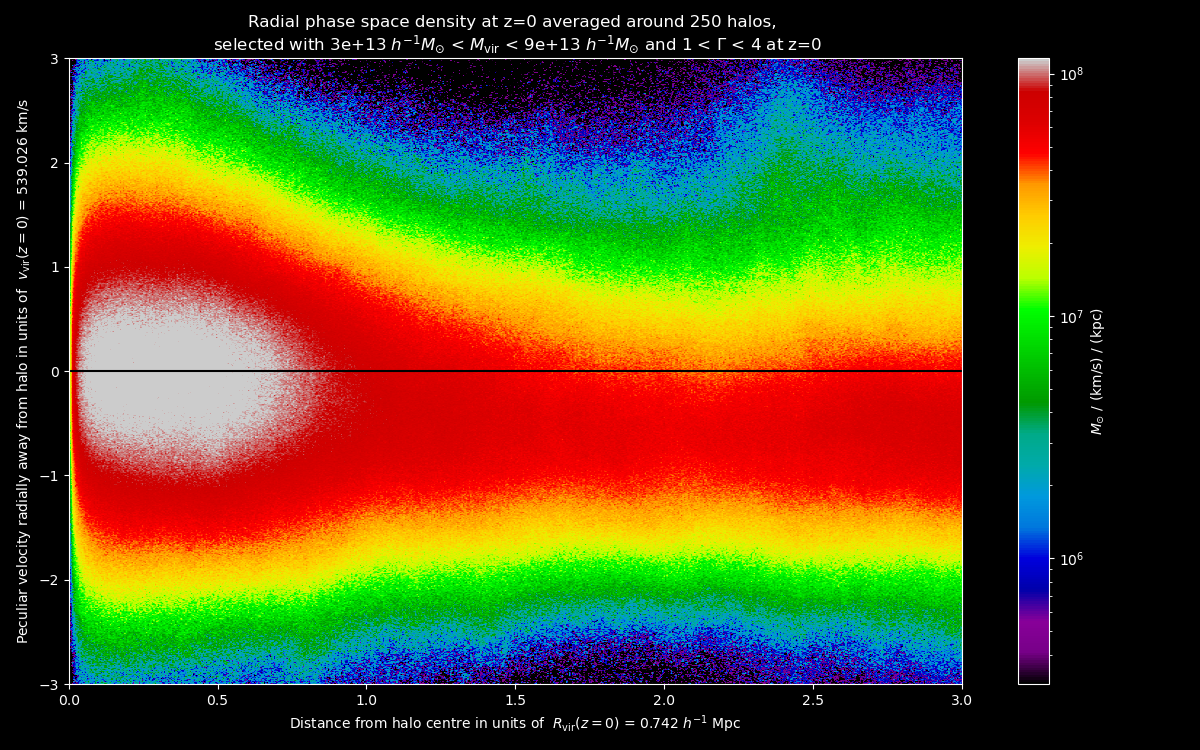 Radial phase space density at z=0 averaged around 250 halos,
selected with 3e+13 h⁻¹M⊙ < Mvir < 9e+13 h⁻¹M⊙ and 1 < Γ < 4 at z=0
Peculiar velocity radially away from halo in units of vvir(z = 0) = 539.026 km/s
3
2
1
0
−1
−2
−3
0.0 0.5 1.0 1.5 2.0 2.5 3.0
Distance from halo centre in units of Rvir(z = 0) = 0.742 h⁻¹ Mpc
10⁸
10⁷
10⁶
M⊙ / (km/s) / (kpc)